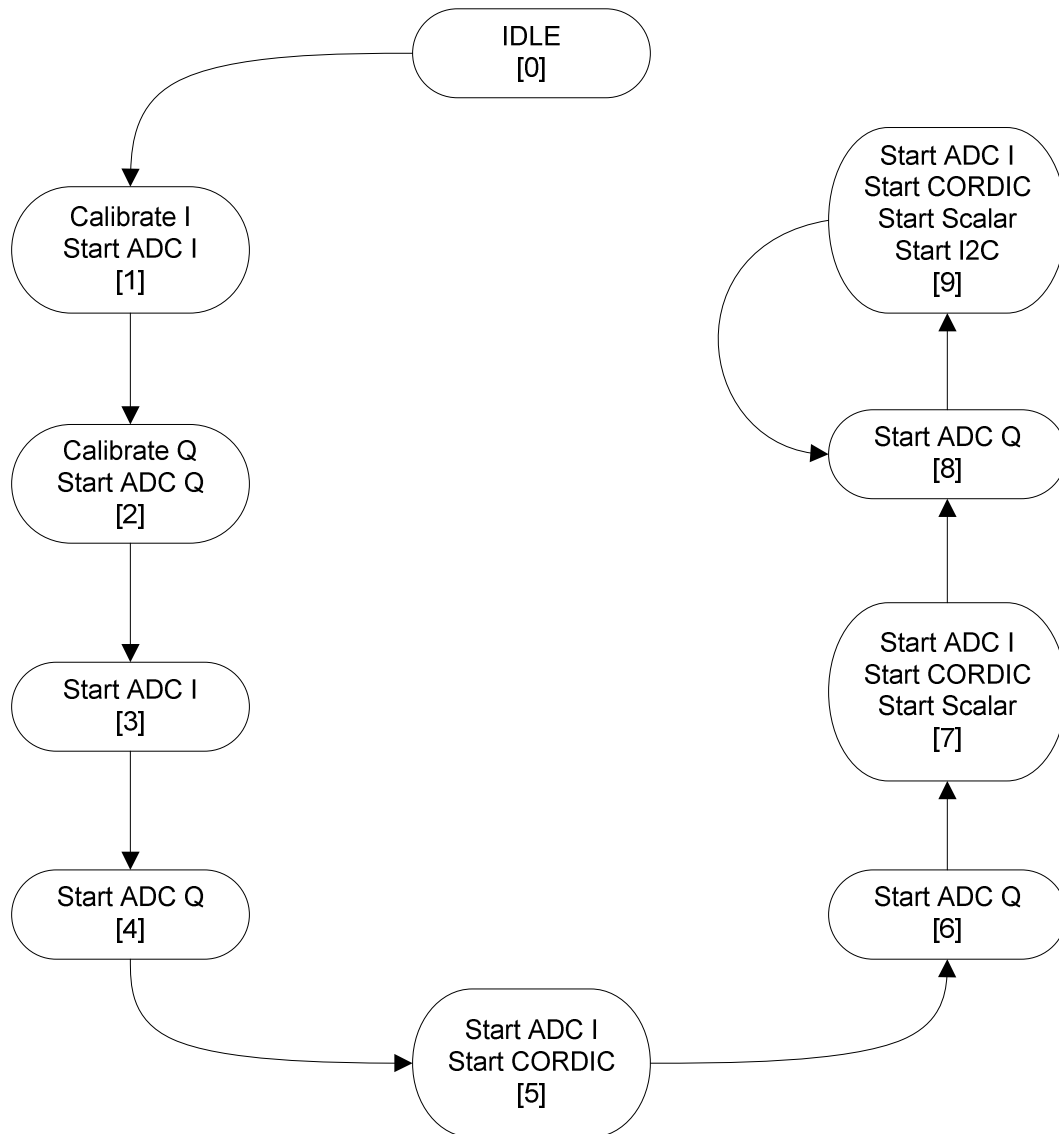 IDLE
[0]
Calibrate I
Start ADC I
[1]
Calibrate Q
Start ADC Q
[2]
Start ADC I
[3]
Start ADC Q
[4]
Start ADC I
Start CORDIC
[5]
Start ADC Q
[6]
Start ADC I
Start CORDIC
Start Scalar
[7]
Start ADC Q
[8]
Start ADC I
Start CORDIC
Start Scalar
Start I2C
[9]